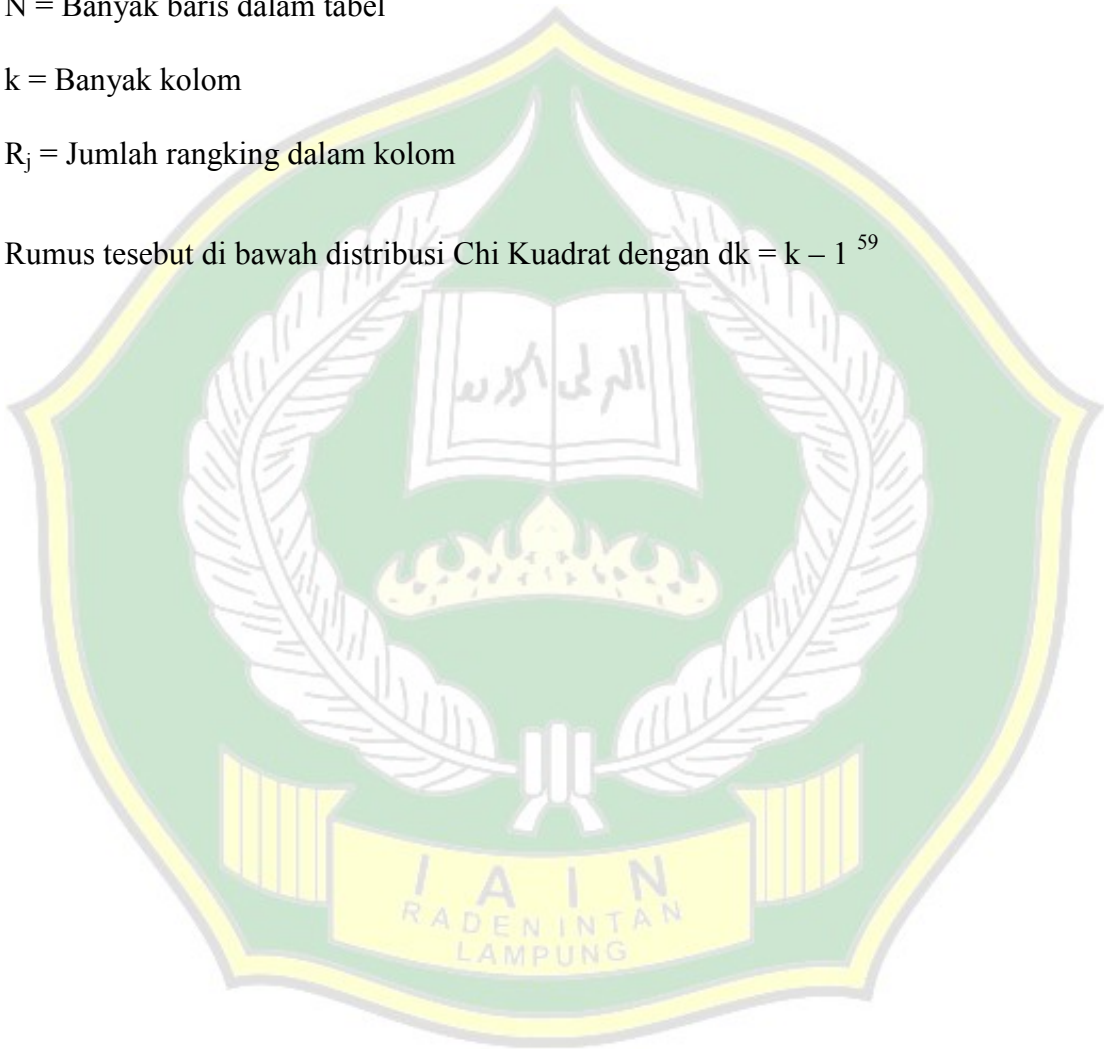 N = Banyak baris dalam tabel
k = Banyak kolom
Rj = Jumlah rangking dalam kolom
Rumus tesebut di bawah distribusi Chi Kuadrat dengan dk = k – 1 59
IAIN
RADEN INTAN
LAMPUNG